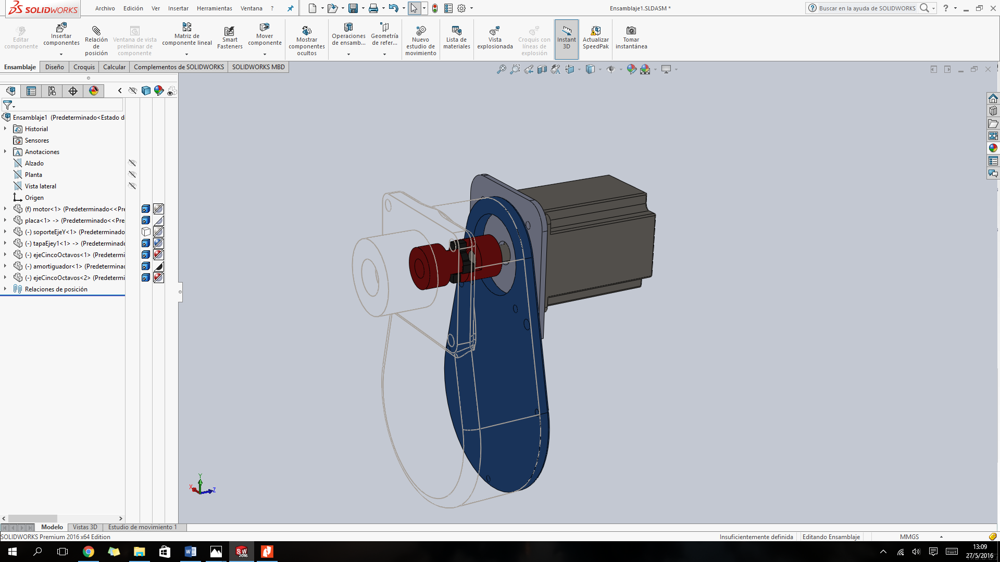 SOLIDWORKS
Archivo Edición Ver Insertar Herramientas Ventana ?
Ensamblaje1.SLDASM *
Buscar en la ayuda de SOLIDWORKS
?
Editar componente
Insertar componentes
Relación de posición
Ventana de vista preliminar de componente
Matriz de componente lineal
Smart Fasteners
Mover componente
Mostrar componentes ocultos
Operaciones de ensamb...
Geometría de refer...
Nuevo estudio de movimiento
Lista de materiales
Vista explosionada
Croquis con líneas de explosión
Instant 3D
Actualizar SpeedPak
Tomar instantánea
Ensamblaje Diseño Croquis Calcular Complementos de SOLIDWORKS SOLIDWORKS MBD
Ensamblaje1 (Predeterminado<Estado d
Historial
Sensores
Anotaciones
Alzado
Planta
Vista lateral
Origen
(f) motor<1> (Predeterminado<<Pre
placa<1> -> (Predeterminado<<Pre
(-) soporteEjeY<1> (Predeterminado
(-) tapaEjey1<1> -> (Predeterminado
(-) ejeCincoOctavos<1> (Predetermi
(-) amortiguador<1> (Predeterminad
(-) ejeCincoOctavos<2> (Predetermi
Relaciones de posición
Y
X
Z
Modelo Vistas 3D Estudio de movimiento 1
SOLIDWORKS Premium 2016 x64 Edition
Insuficientemente definida Editando Ensamblaje MMGS
SW 2016
13:09
27/5/2016